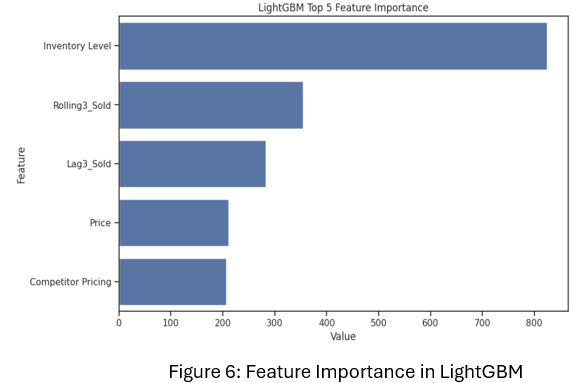 LightGBM Top 5 Feature Importance
Inventory Level
Rolling3_Sold
Lag3_Sold
Price
Competitor Pricing
Feature
0 100 200 300 400 500 600 700 800
Value
Figure 6: Feature Importance in LightGBM